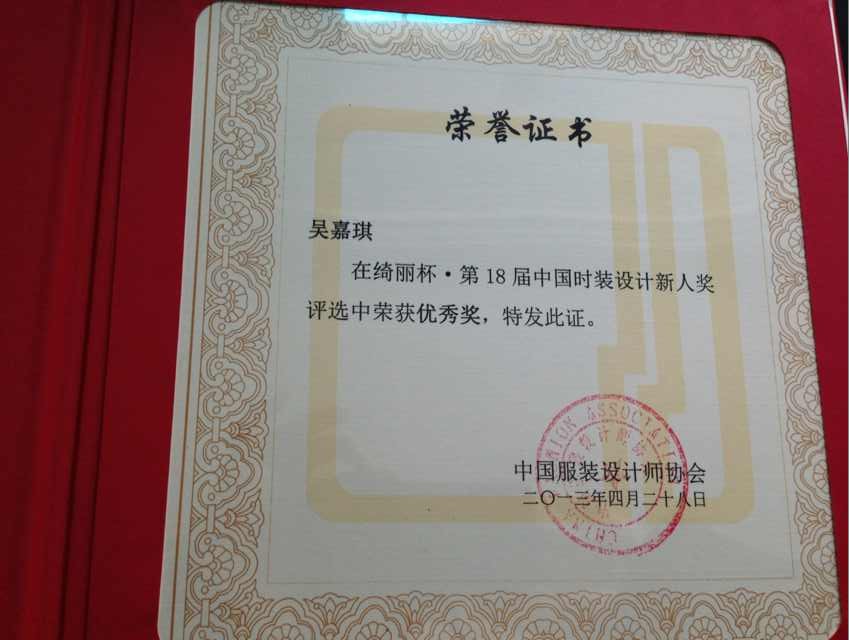 荣誉证书
吴嘉琪
在绮丽杯·第18届中国时装设计新人奖
评选中荣获优秀奖，特发此证。
中国服装设计师协会
二〇一三年四月二十八日